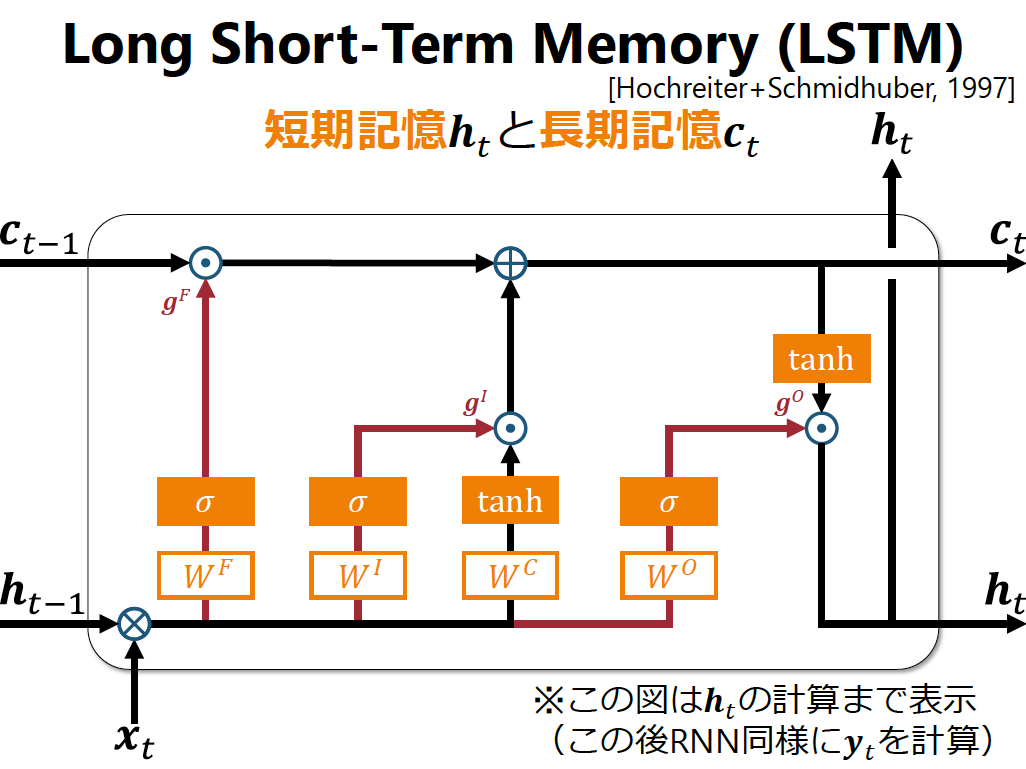 Long Short-Term Memory (LSTM)
[Hochreiter+Schmidhuber, 1997]
短期記憶h_tと長期記憶c_t
h_t
c_{t−1}
c_t
g^F
tanh
g^I
g^O
σ
σ
tanh
σ
W^F
W^I
W^C
W^O
h_{t−1}
h_t
x_t
※この図はh_tの計算まで表示
（この後RNN同様にy_tを計算）